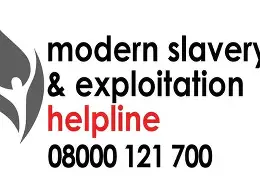 modern slavery
& exploitation
helpline
08000 121 700